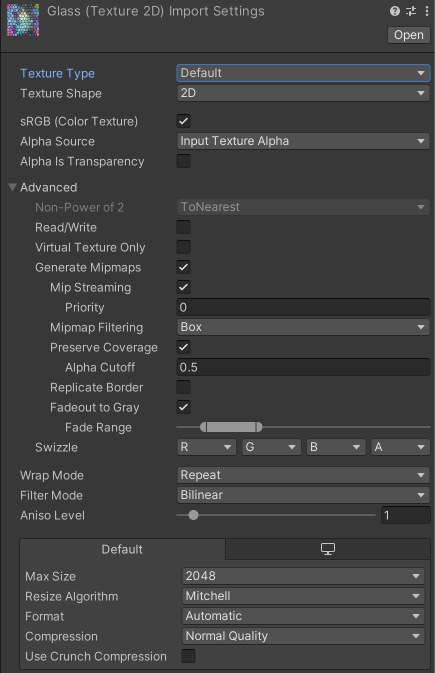 Glass (Texture 2D) Import Settings
Open
Texture Type Default
Texture Shape 2D
sRGB (Color Texture)
Alpha Source Input Texture Alpha
Alpha Is Transparency
Advanced
Non-Power of 2 ToNearest
Read/Write
Virtual Texture Only
Generate Mipmaps
Mip Streaming
Priority 0
Mipmap Filtering Box
Preserve Coverage
Alpha Cutoff 0.5
Replicate Border
Fadeout to Gray
Fade Range
Swizzle R G B A
Wrap Mode Repeat
Filter Mode Bilinear
Aniso Level 1
Default
Max Size 2048
Resize Algorithm Mitchell
Format Automatic
Compression Normal Quality
Use Crunch Compression